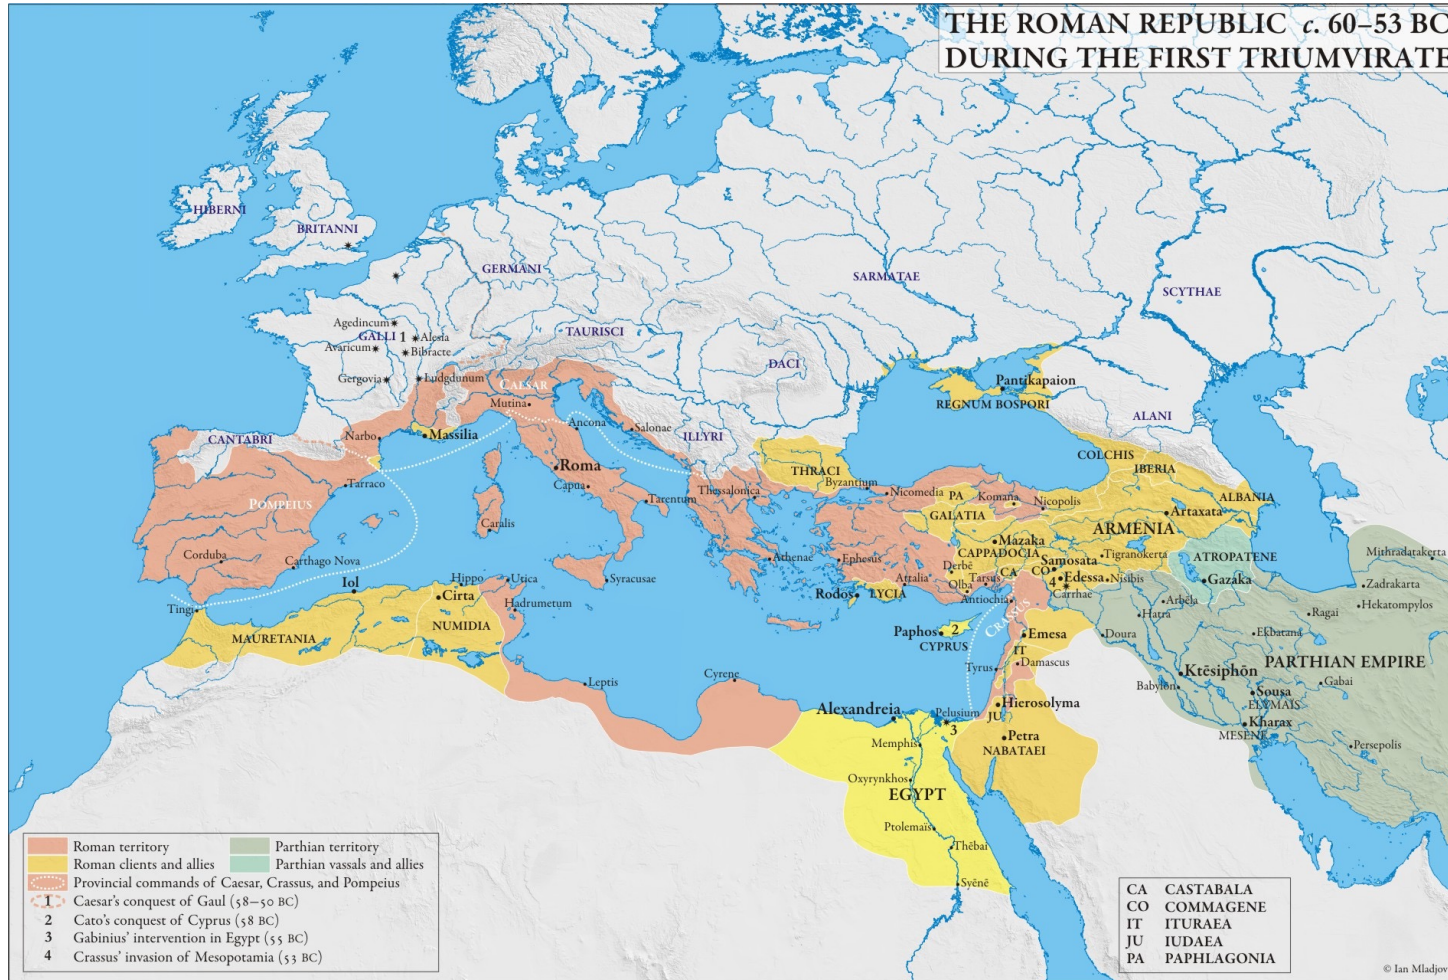 THE ROMAN REPUBLIC c. 60–53 BC
DURING THE FIRST TRIUMVIRATE
HIBERNI
BRITANNI
GERMANI
SARMATAE
SCYTHAE
Agedincum
GALLI 1
Alesia
Avaricum
Bibracte
TAURISCI
Gergovia
Ludgdunum
CAESAR
DACI
Pantikapaion
REGNUM BOSPORI
Mutina
ALANI
CANTABRI
Narbo
Massilia
Ancona
Salonae
ILLYRI
COLCHIS
IBERIA
THRACI
Roma
Byzantium
Tarraco
Capua
Tarentum
Thessalonica
Nicomedia
PA
Komana
Nicopolis
ALBANIA
POMPEIUS
GALATIA
ARMENIA
Artaxata
Caralis
Mazaka
CAPPADOCIA
Tigranokerta
ATROPATENE
Mithradatakerta
Corduba
Carthago Nova
Athenae
Ephesus
Derbē
Samosata
CA
CO
Iol
Hippo
Utica
Syracusae
Attalia
Olba
Tarsus
4
Edessa
Nisibis
Gazaka
Zadrakarta
Cirta
Rodos
LYCIA
Antiochia
Carrhae
Arbēla
Hekatompylos
Tingi
Hadrumetum
CRASSUS
Hatra
Ragai
MAURETANIA
NUMIDIA
Paphos
2
CYPRUS
Emesa
Doura
Ekbatana
IT
Tyrus
Damascus
PARTHIAN EMPIRE
Leptis
Cyrene
Ktēsiphōn
Gabai
Babylōn
Sousa
ELYMAÏS
Alexandreia
Pelusium
Hierosolyma
JU
3
Kharax
MESENE
Petra
NABATAEI
Memphis
Persepolis
Oxyrynkhos
EGYPT
Ptolemaïs
Thēbai
Syēnē
Roman territory
Parthian territory
Roman clients and allies
Parthian vassals and allies
Provincial commands of Caesar, Crassus, and Pompeius
1 Caesar's conquest of Gaul (58–50 BC)
2 Cato's conquest of Cyprus (58 BC)
3 Gabinius' intervention in Egypt (55 BC)
4 Crassus' invasion of Mesopotamia (53 BC)
CA CASTABALA
CO COMMAGENE
IT ITURAEA
JU IUDAEA
PA PAPHLAGONIA
© Ian Mladjov